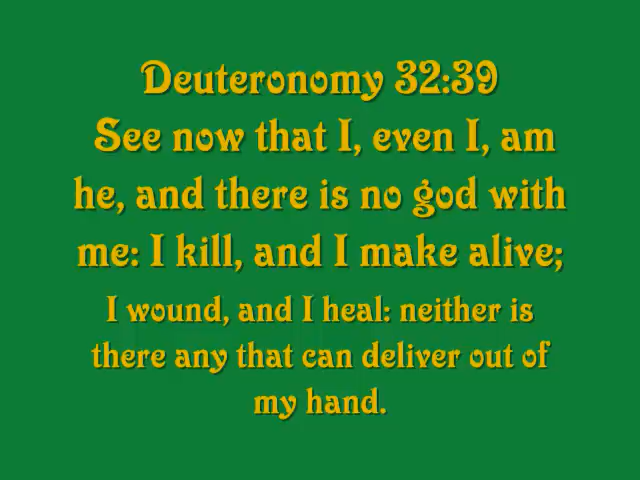 Deuteronomy 32:39
See now that I, even I, am
he, and there is no god with
me: I kill, and I make alive;
I wound, and I heal: neither is
there any that can deliver out of
my hand.